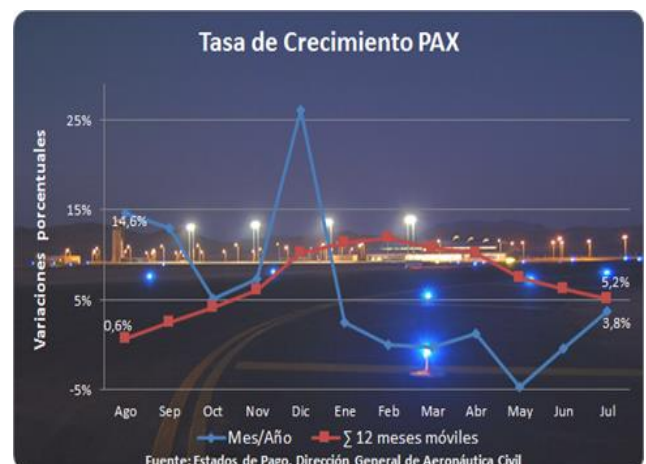 Tasa de Crecimiento PAX
Variaciones porcentuales
25%
15%
5%
-5%
14,6%
0,6%
5,2%
3,8%
Ago Sep Oct Nov Dic Ene Feb Mar Abr May Jun Jul
Mes/Año ∑ 12 meses móviles
Fuente: Estados de Pago. Dirección General de Aeronáutica Civil